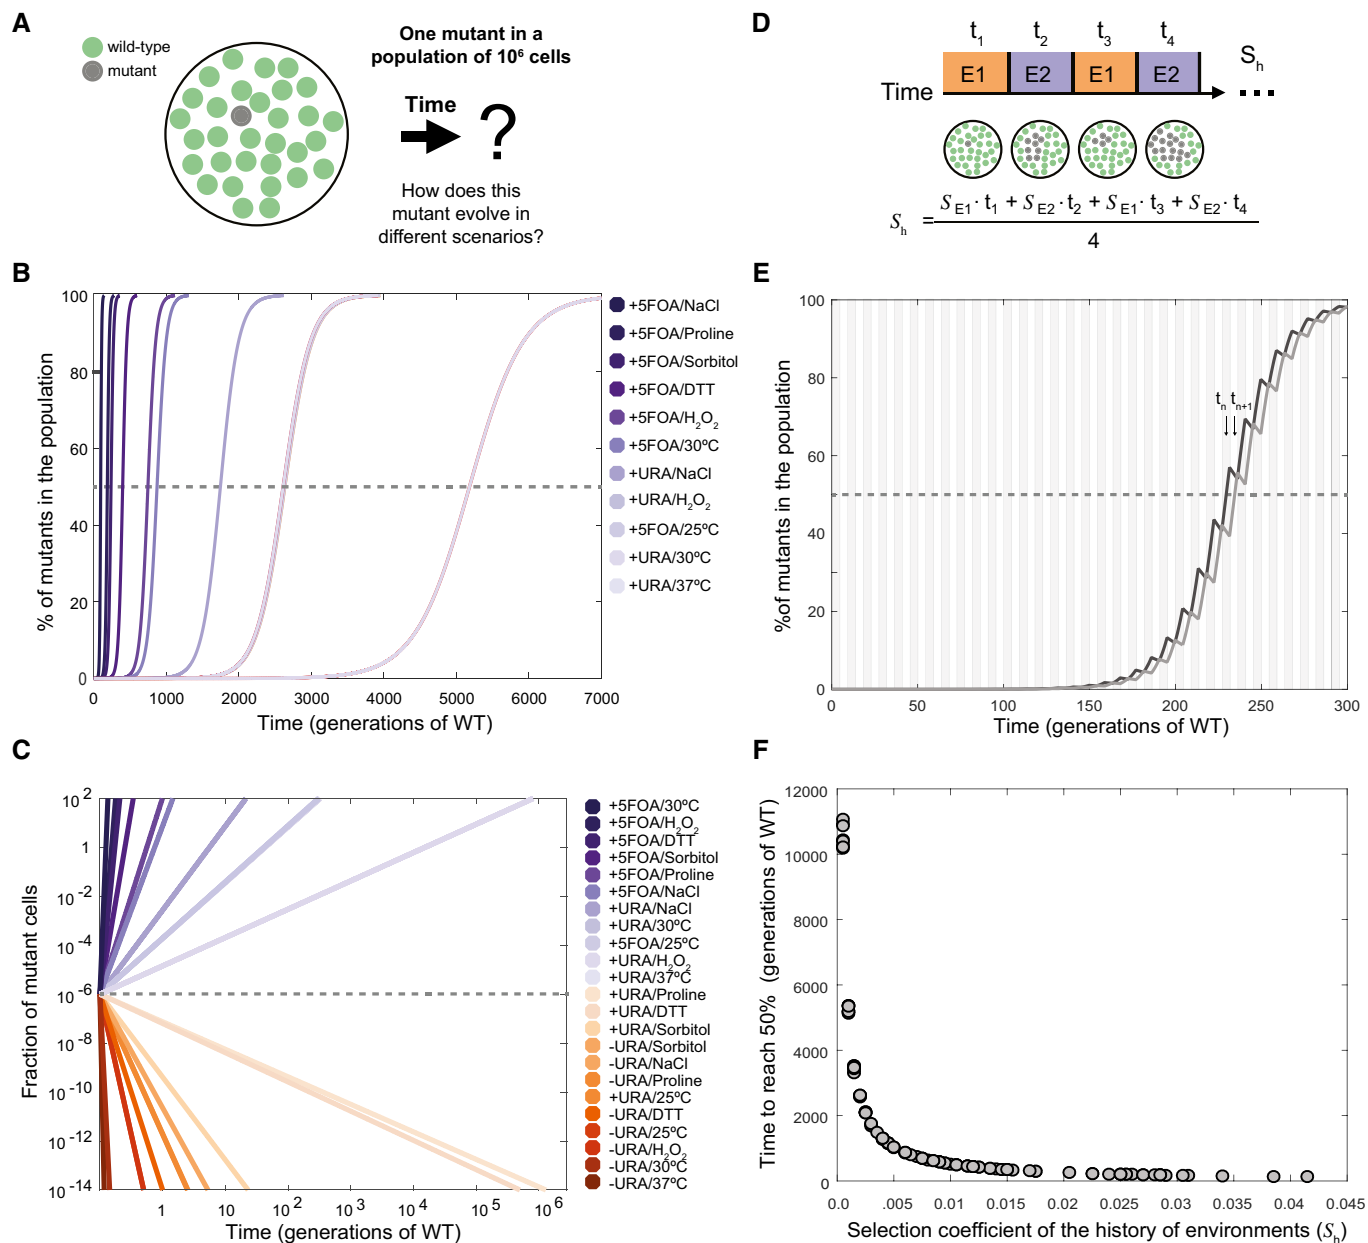 A
wild-type
mutant
One mutant in a
population of 10⁶ cells
Time
?
How does this
mutant evolve in
different scenarios?
B
% of mutants in the population
100
80
60
40
20
0
0 1000 2000 3000 4000 5000 6000 7000
Time (generations of WT)
+5FOA/NaCl
+5FOA/Proline
+5FOA/Sorbitol
+5FOA/DTT
+5FOA/H₂O₂
+5FOA/30ºC
+URA/NaCl
+URA/H₂O₂
+5FOA/25ºC
+URA/30ºC
+URA/37ºC
C
Fraction of mutant cells
10²
1
10⁻²
10⁻⁴
10⁻⁶
10⁻⁸
10⁻¹⁰
10⁻¹²
10⁻¹⁴
1 10 10² 10³ 10⁴ 10⁵ 10⁶
Time (generations of WT)
+5FOA/30ºC
+5FOA/H₂O₂
+5FOA/DTT
+5FOA/Sorbitol
+5FOA/Proline
+5FOA/NaCl
+URA/NaCl
+URA/30ºC
+5FOA/25ºC
+URA/H₂O₂
+URA/37ºC
+URA/Proline
+URA/DTT
+URA/Sorbitol
-URA/Sorbitol
-URA/NaCl
-URA/Proline
+URA/25ºC
-URA/DTT
-URA/25ºC
-URA/H₂O₂
-URA/30ºC
-URA/37ºC
D
t₁ t₂ t₃ t₄
E1 E2 E1 E2
Time
Sₕ
...
Sₕ = S_E1 · t₁ + S_E2 · t₂ + S_E1 · t₃ + S_E2 · t₄
4
E
%of mutants in the population
100
80
60
40
20
0
tₙ tₙ₊₁
0 50 100 150 200 250 300
Time (generations of WT)
F
Time to reach 50% (generations of WT)
12000
10000
8000
6000
4000
2000
0
0.0 .005 0.01 0.015 0.02 0.025 0.03 0.035 0.04 0.045
Selection coefficient of the history of environments (Sₕ)